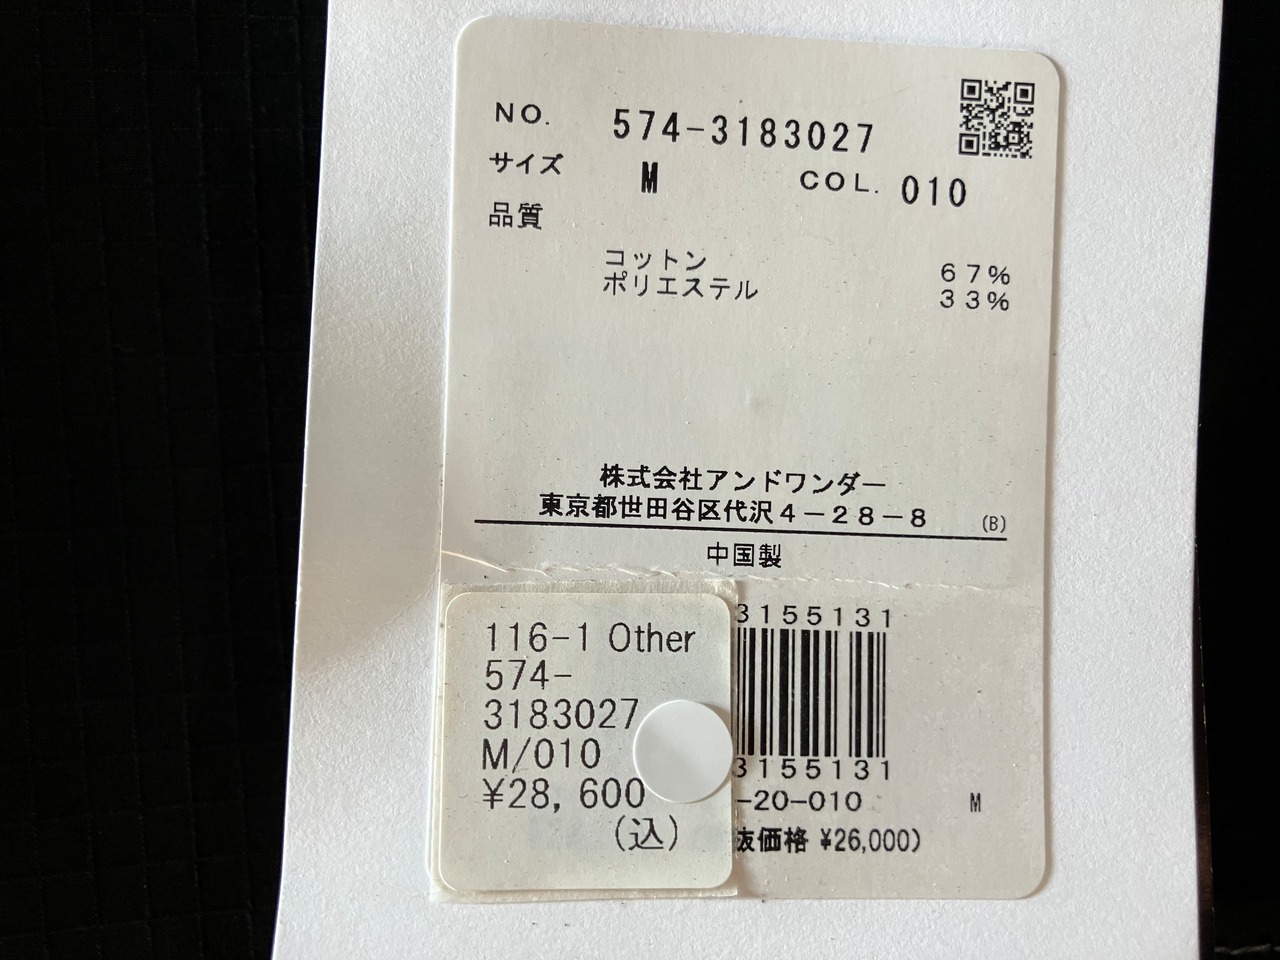 NO. 574-3183027
サイズ M COL. 010
品質
コットン 67%
ポリエステル 33%
株式会社アンドワンダー
東京都世田谷区代沢4-28-8 (B)
中国製
116-1 Other
574-
3183027
M/010
¥28,600
(込)
3155131
3155131
-20-010 M
抜価格 ¥26,000)